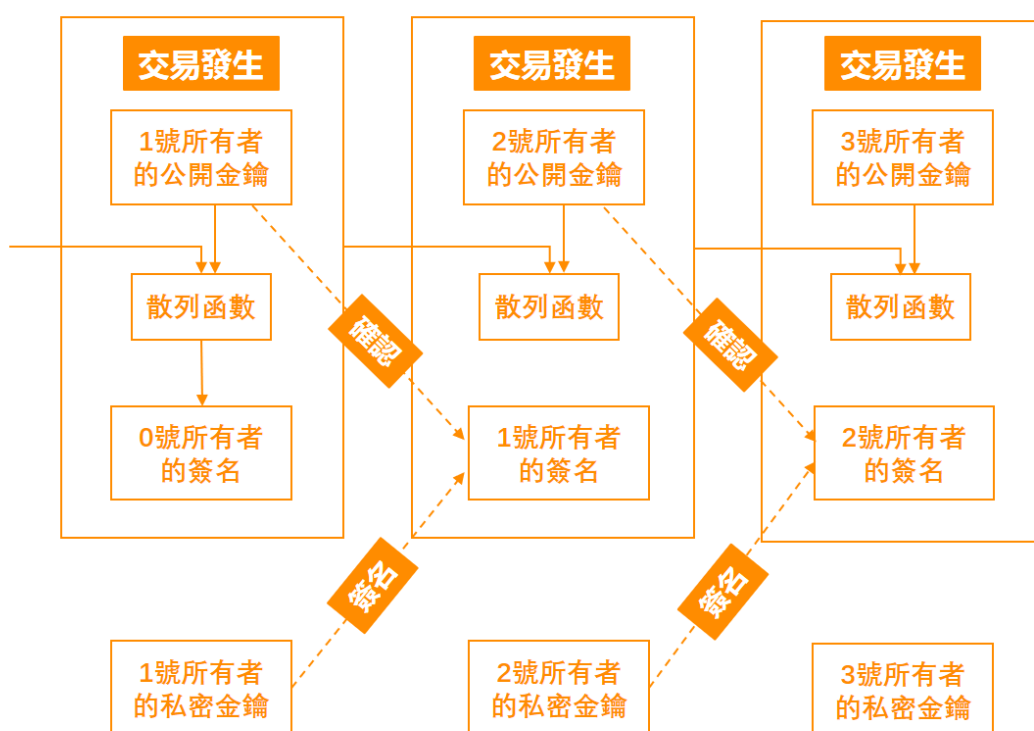 交易發生
交易發生
交易發生
1號所有者
的公開金鑰
2號所有者
的公開金鑰
3號所有者
的公開金鑰
散列函數
散列函數
散列函數
確認
確認
0號所有者
的簽名
1號所有者
的簽名
2號所有者
的簽名
簽名
簽名
1號所有者
的私密金鑰
2號所有者
的私密金鑰
3號所有者
的私密金鑰